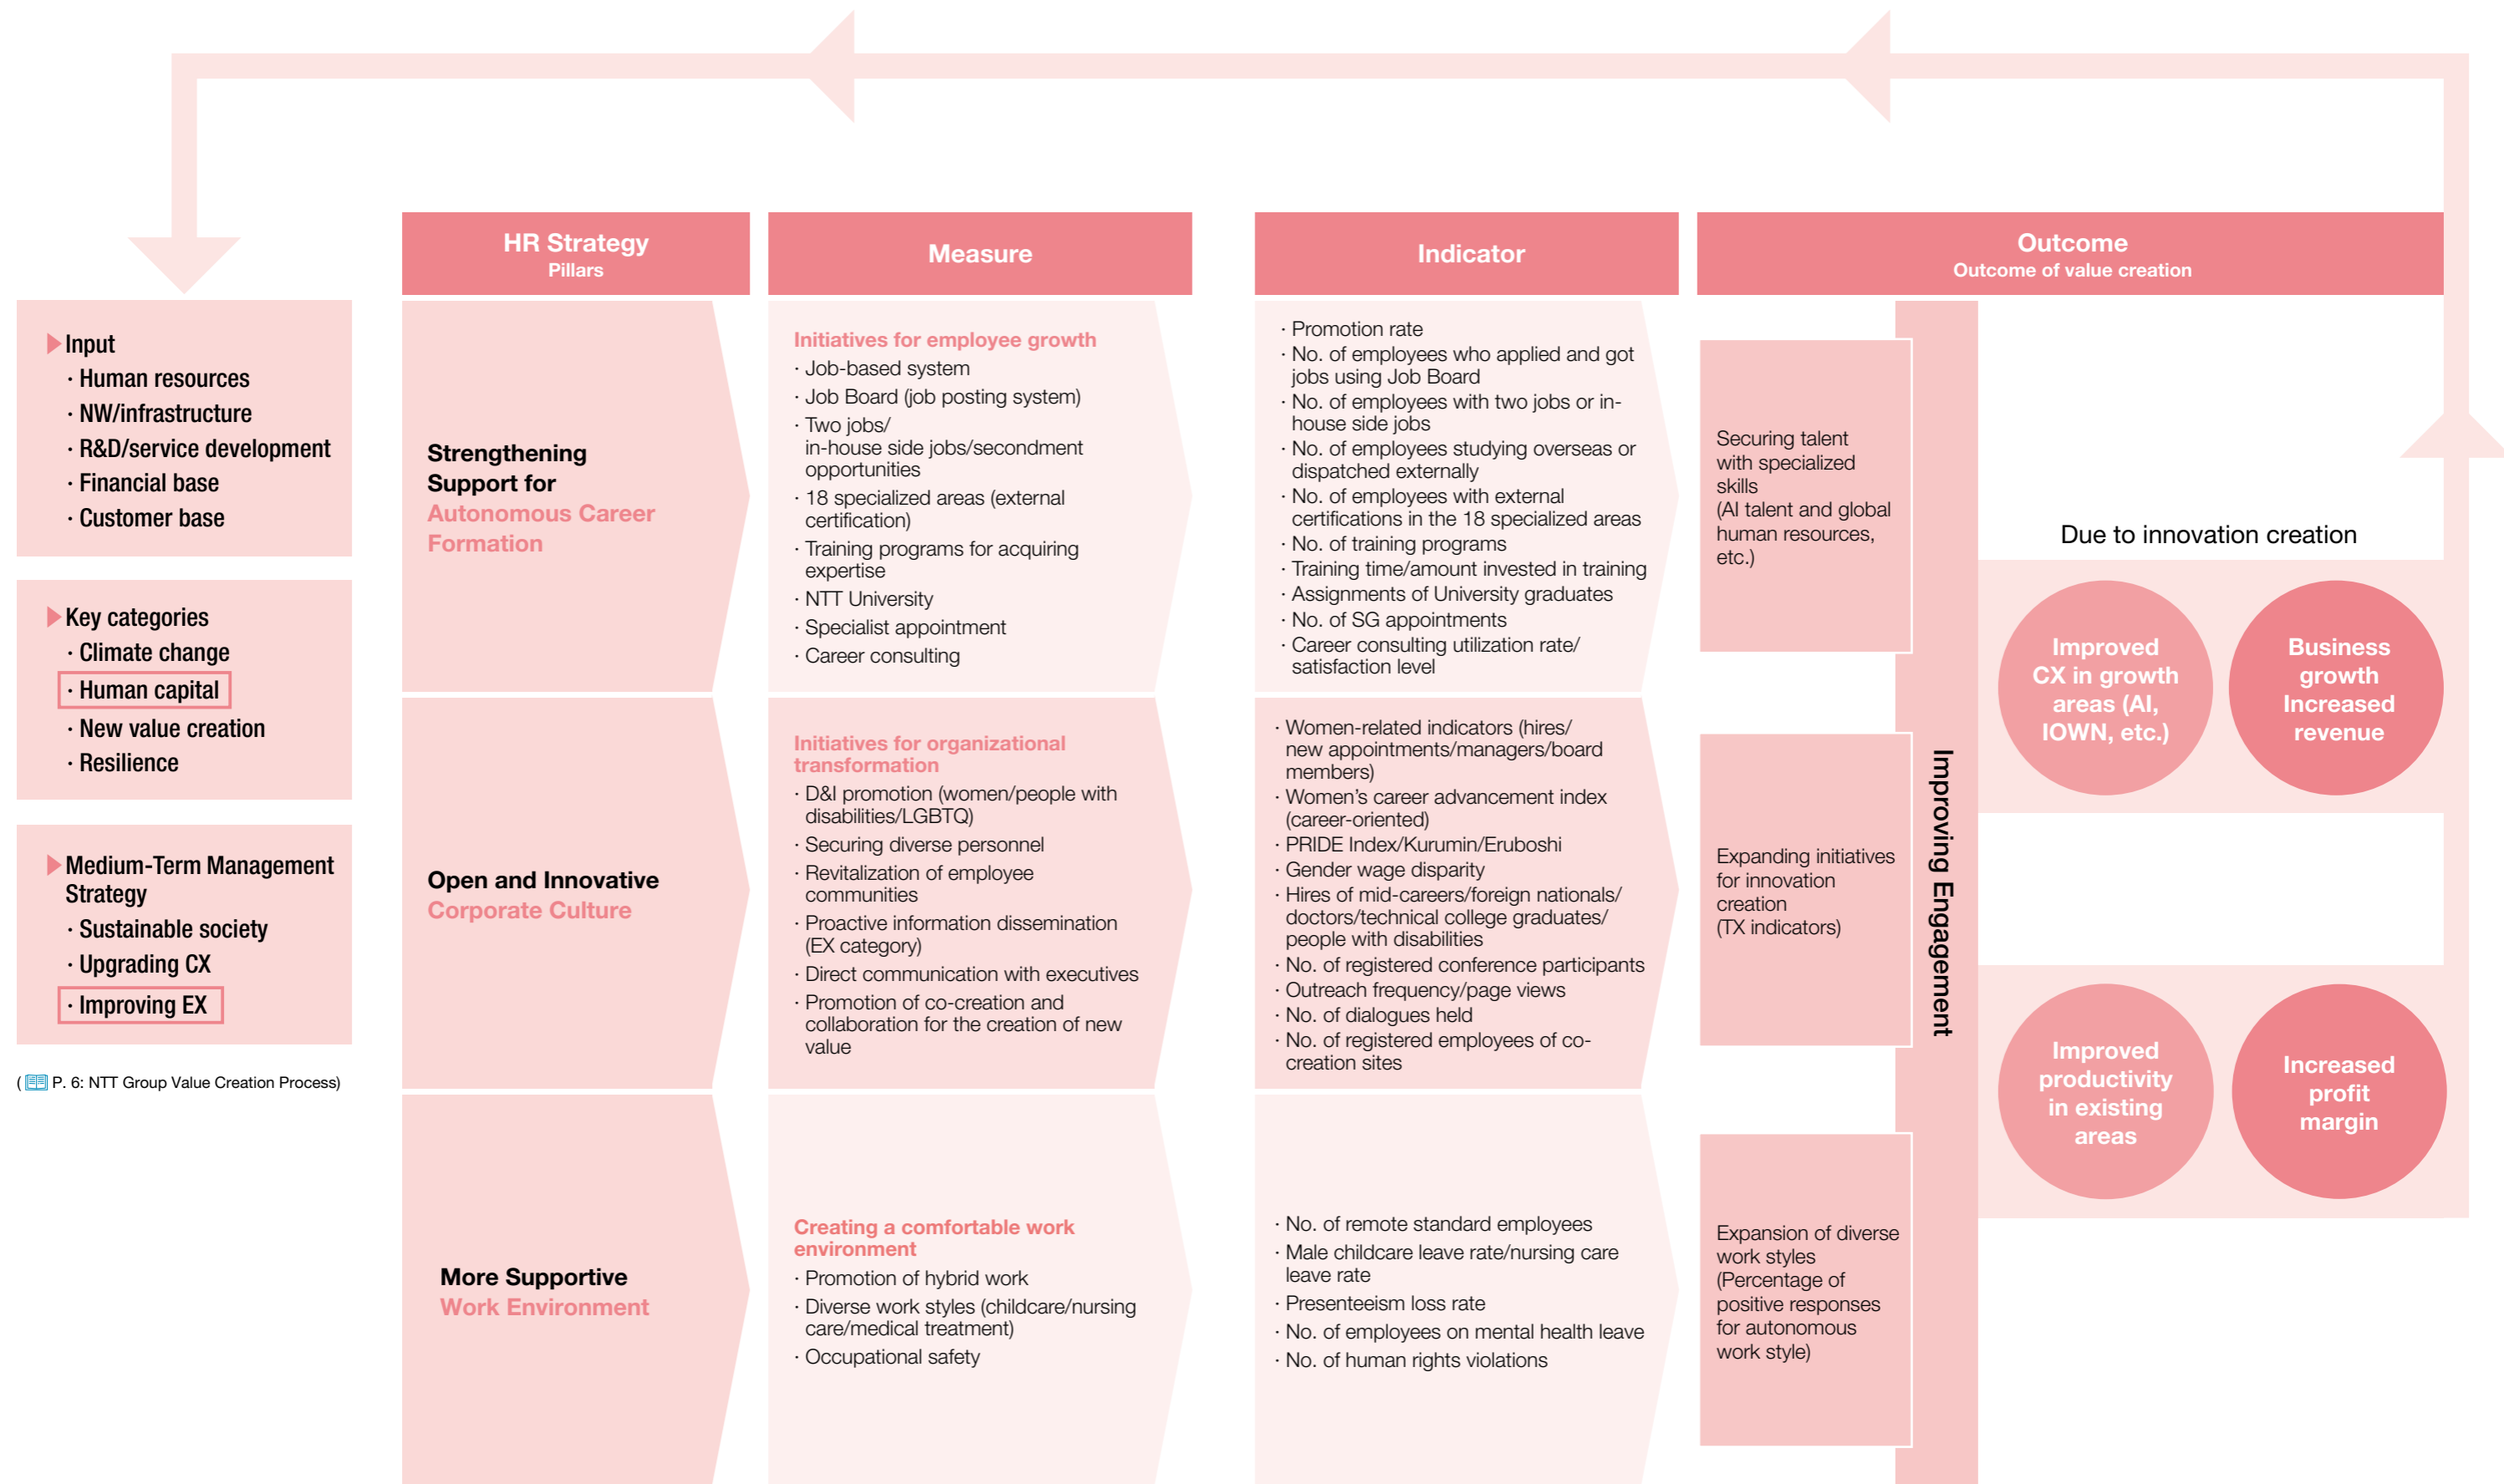 Input
· Human resources
· NW/infrastructure
· R&D/service development
· Financial base
· Customer base
Key categories
· Climate change
· Human capital
· New value creation
· Resilience
Medium-Term Management
Strategy
· Sustainable society
· Upgrading CX
· Improving EX
( P. 6: NTT Group Value Creation Process)
HR Strategy
Pillars
Measure
Indicator
Outcome
Outcome of value creation
Strengthening
Support for
Autonomous Career
Formation
Initiatives for employee growth
· Job-based system
· Job Board (job posting system)
· Two jobs/
in-house side jobs/secondment
opportunities
· 18 specialized areas (external
certification)
· Training programs for acquiring
expertise
· NTT University
· Specialist appointment
· Career consulting
· Promotion rate
· No. of employees who applied and got
jobs using Job Board
· No. of employees with two jobs or in-
house side jobs
· No. of employees studying overseas or
dispatched externally
· No. of employees with external
certifications in the 18 specialized areas
· No. of training programs
· Training time/amount invested in training
· Assignments of University graduates
· No. of SG appointments
· Career consulting utilization rate/
satisfaction level
Securing talent
with specialized
skills
(AI talent and global
human resources,
etc.)
Open and Innovative
Corporate Culture
Initiatives for organizational
transformation
· D&I promotion (women/people with
disabilities/LGBTQ)
· Securing diverse personnel
· Revitalization of employee
communities
· Proactive information dissemination
(EX category)
· Direct communication with executives
· Promotion of co-creation and
collaboration for the creation of new
value
· Women-related indicators (hires/
new appointments/managers/board
members)
· Women’s career advancement index
(career-oriented)
· PRIDE Index/Kurumin/Eruboshi
· Gender wage disparity
· Hires of mid-careers/foreign nationals/
doctors/technical college graduates/
people with disabilities
· No. of registered conference participants
· Outreach frequency/page views
· No. of dialogues held
· No. of registered employees of co-
creation sites
Expanding initiatives
for innovation
creation
(TX indicators)
More Supportive
Work Environment
Creating a comfortable work
environment
· Promotion of hybrid work
· Diverse work styles (childcare/nursing
care/medical treatment)
· Occupational safety
· No. of remote standard employees
· Male childcare leave rate/nursing care
leave rate
· Presenteeism loss rate
· No. of employees on mental health leave
· No. of human rights violations
Expansion of diverse
work styles
(Percentage of
positive responses
for autonomous
work style)
Improving Engagement
Due to innovation creation
Improved
CX in growth
areas (AI,
IOWN, etc.)
Business
growth
Increased
revenue
Improved
productivity
in existing
areas
Increased
profit
margin